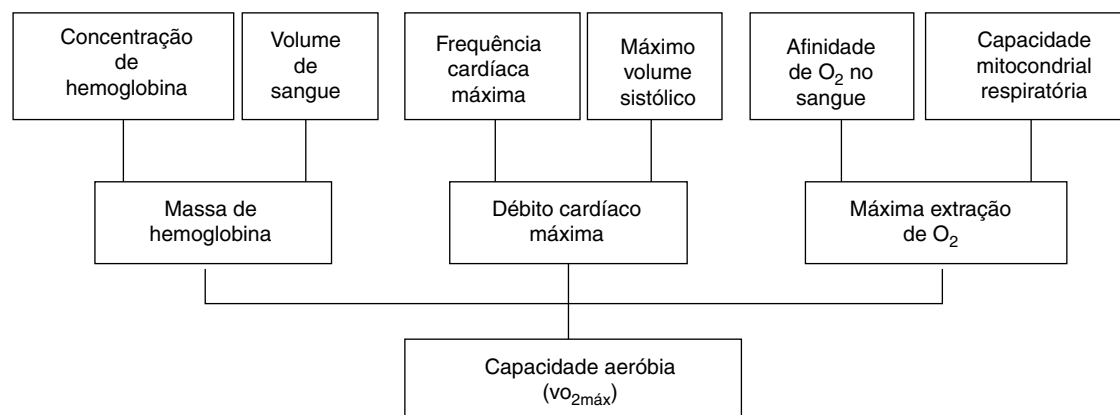 Concentração
de
hemoglobina
Volume
de
sangue
Frequência
cardíaca
máxima
Máximo
volume
sistólico
Afinidade
de O₂ no
sangue
Capacidade
mitocondrial
respiratória
Massa de
hemoglobina
Débito cardíaco
máxima
Máxima extração
de O₂
Capacidade aeróbia
(vo₂máx)